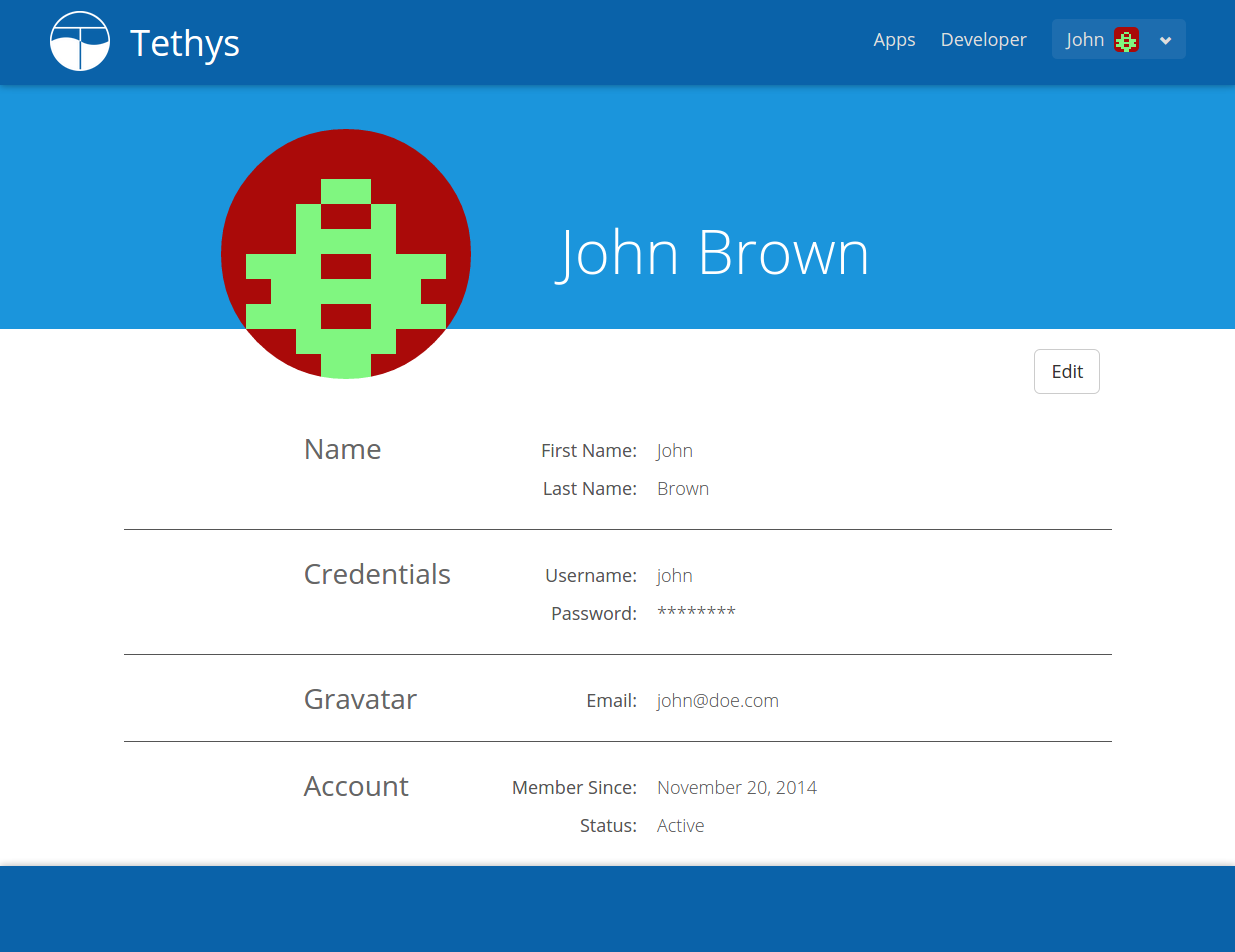 Tethys
Apps Developer John
John Brown
Edit
Name
First Name: John
Last Name: Brown
Credentials
Username: john
Password: ********
Gravatar
Email: john@doe.com
Account
Member Since: November 20, 2014
Status: Active